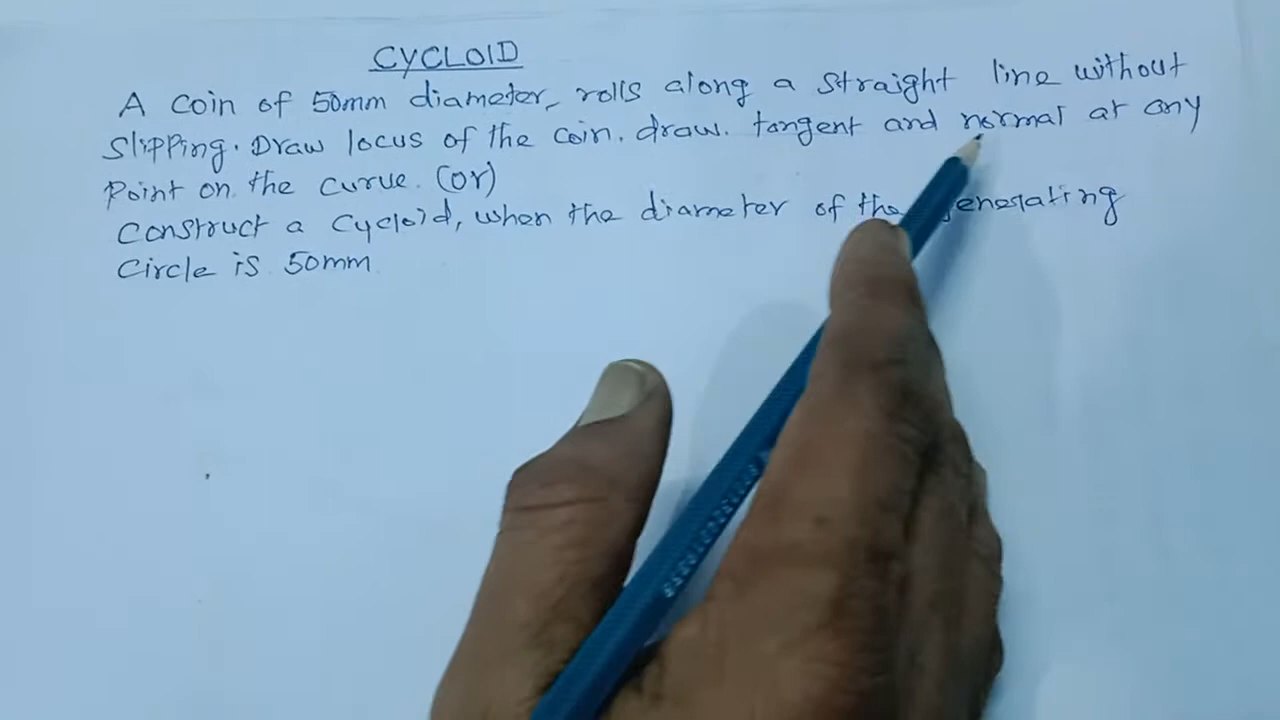 CYCLOID
A coin of 50mm diameter, rolls along a straight line without
slipping. Draw locus of the coin. draw. tangent and normal at any
Point on the curve. (or)
Construct a Cycloid, when the diameter of the generating
Circle is 50mm